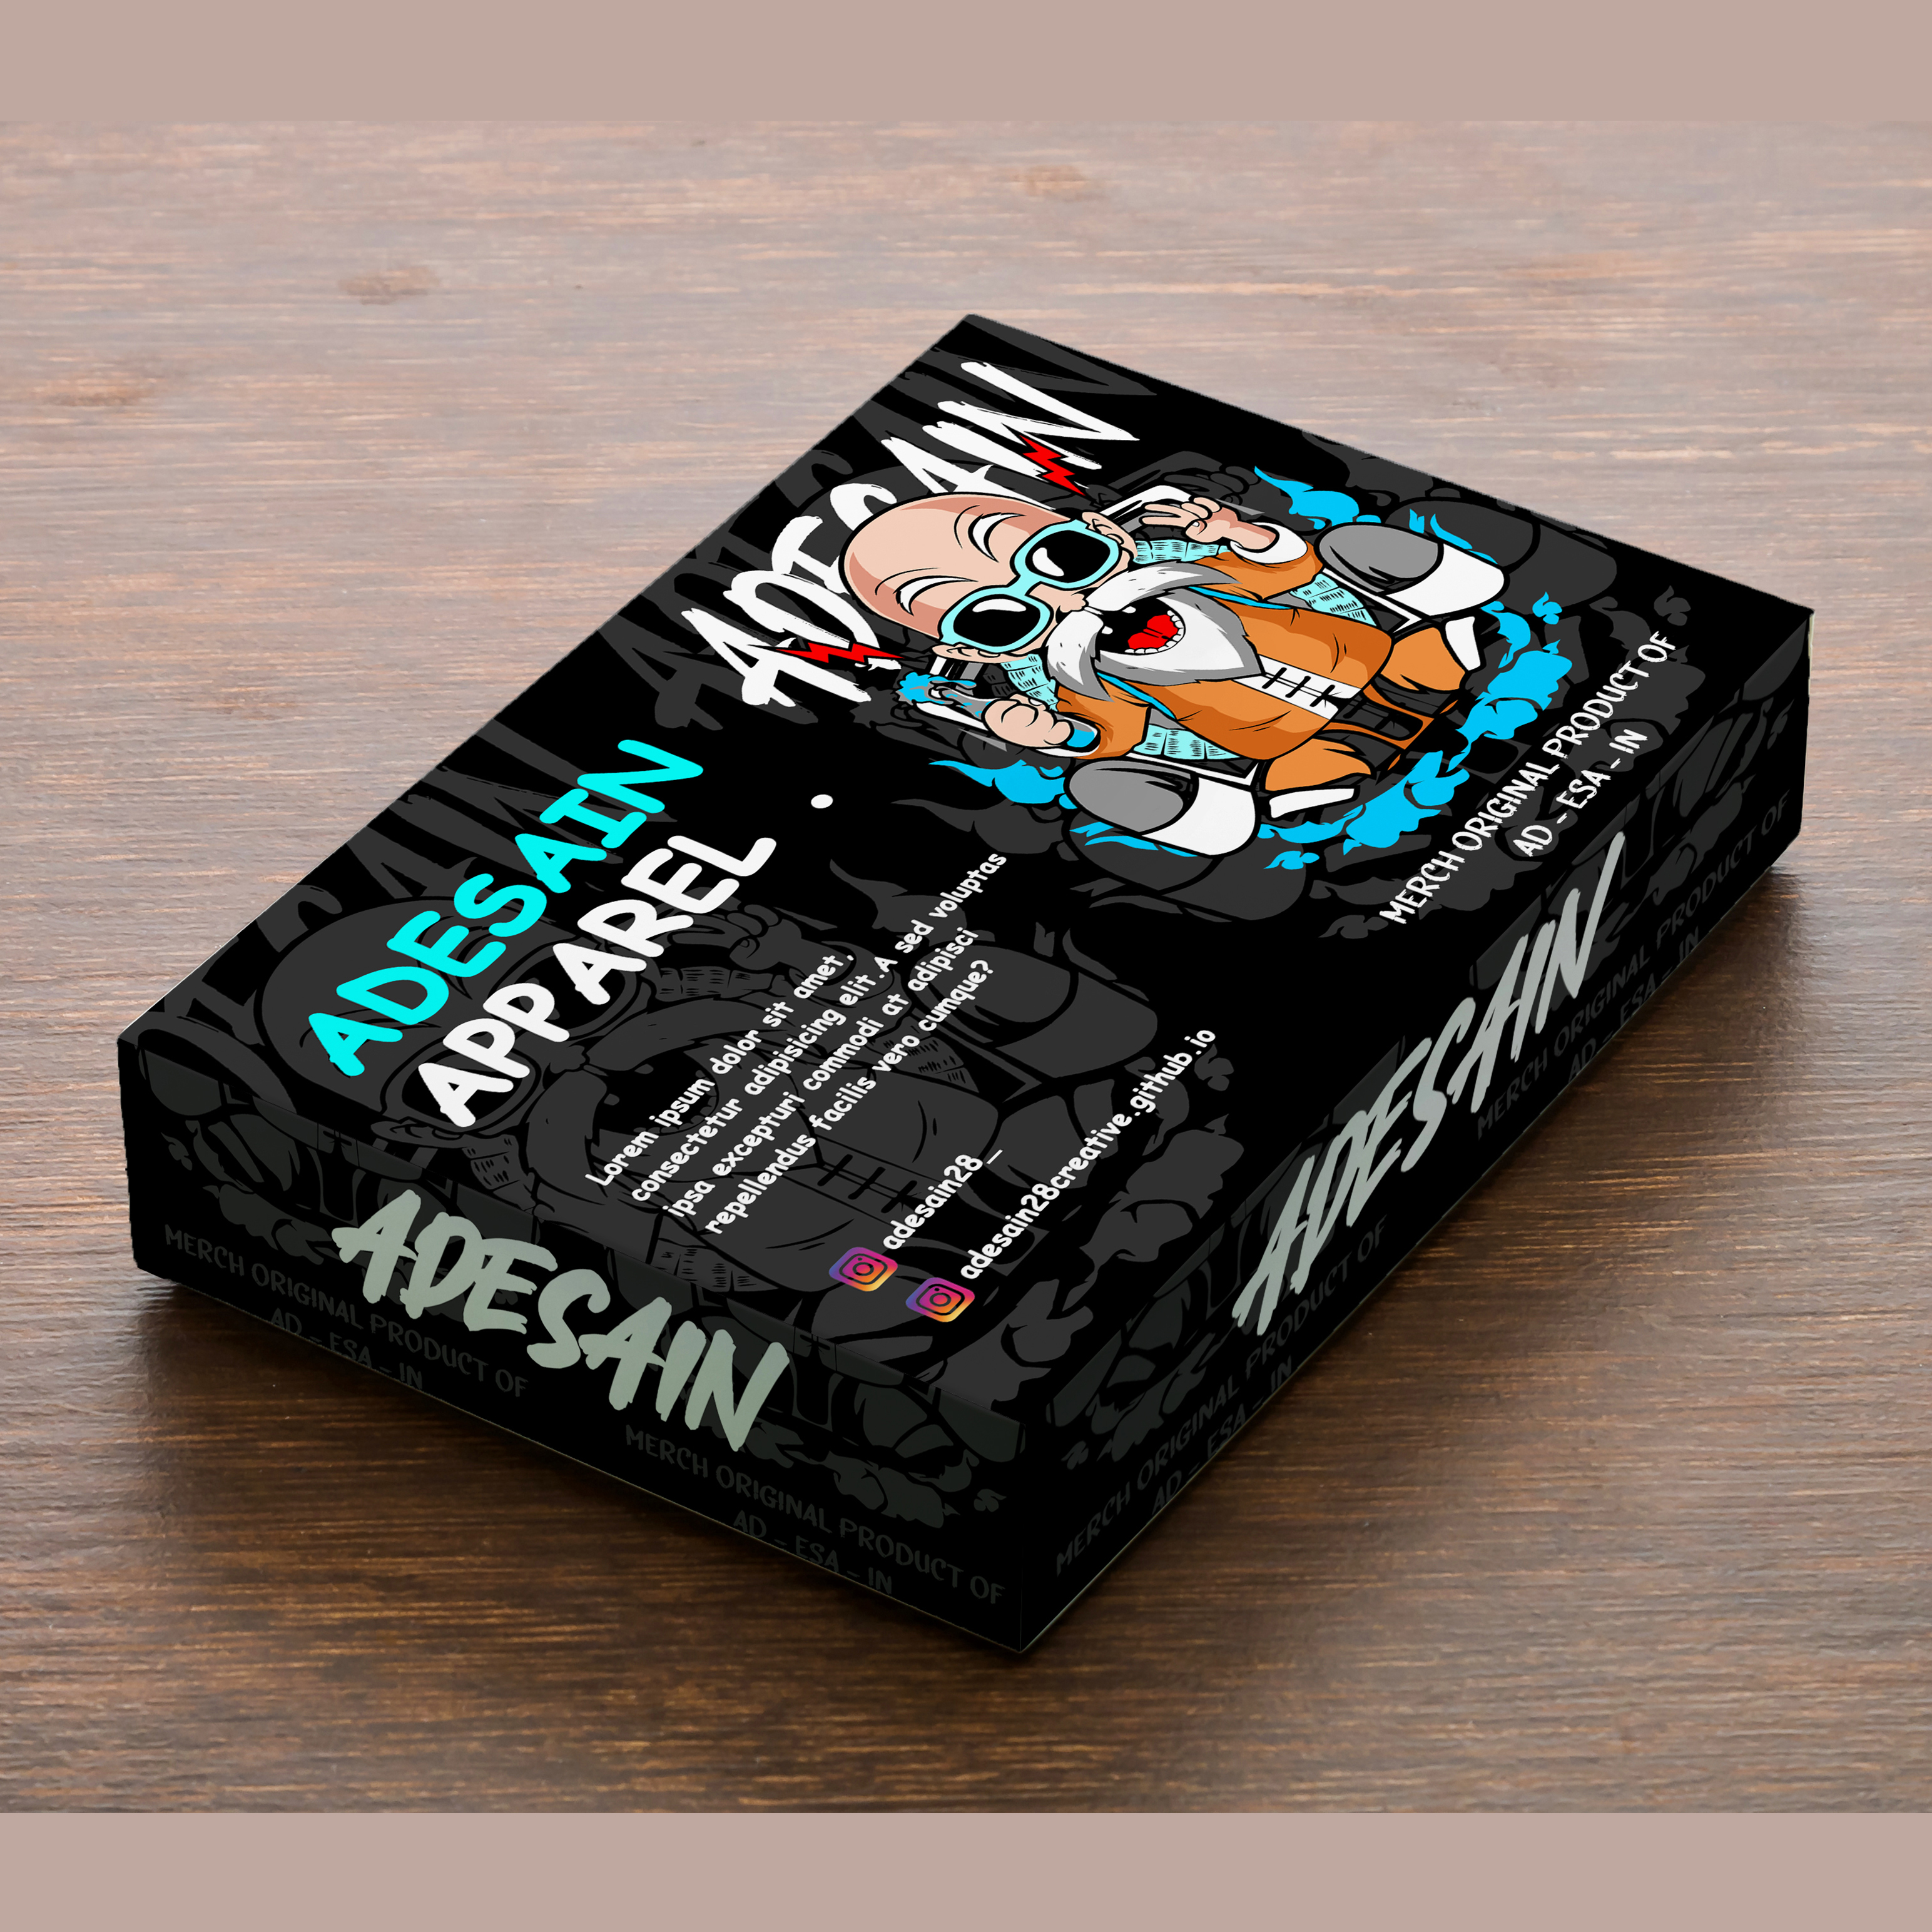 ADESAIN
MERCH ORIGINAL PRODUCT OF
AD - ESA - IN
ADESAIN
APPAREL
Lorem ipsum dolor sit amet,
consectetur adipisicing elit. A sed voluptas
ipsa excepturi commodi at adipisci
repellendus facilis vero cumque?
adesain28_
adesain28creative.github.io
ADESAIN
MERCH ORIGINAL PRODUCT OF
AD - ESA - IN
MERCH ORIGINAL PRODUCT OF
AD - ESA - IN
ADESAIN
MERCH ORIGINAL PRODUCT OF
AD - ESA - IN
MERCH ORIGINAL PRODUCT OF
AD - ESA - IN